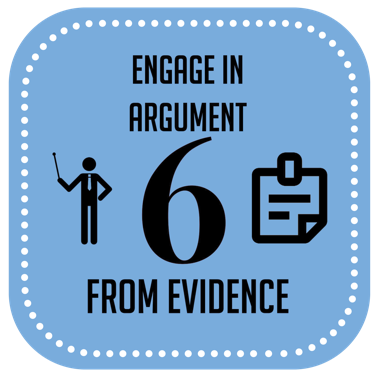 ENGAGE IN
ARGUMENT
6
FROM EVIDENCE